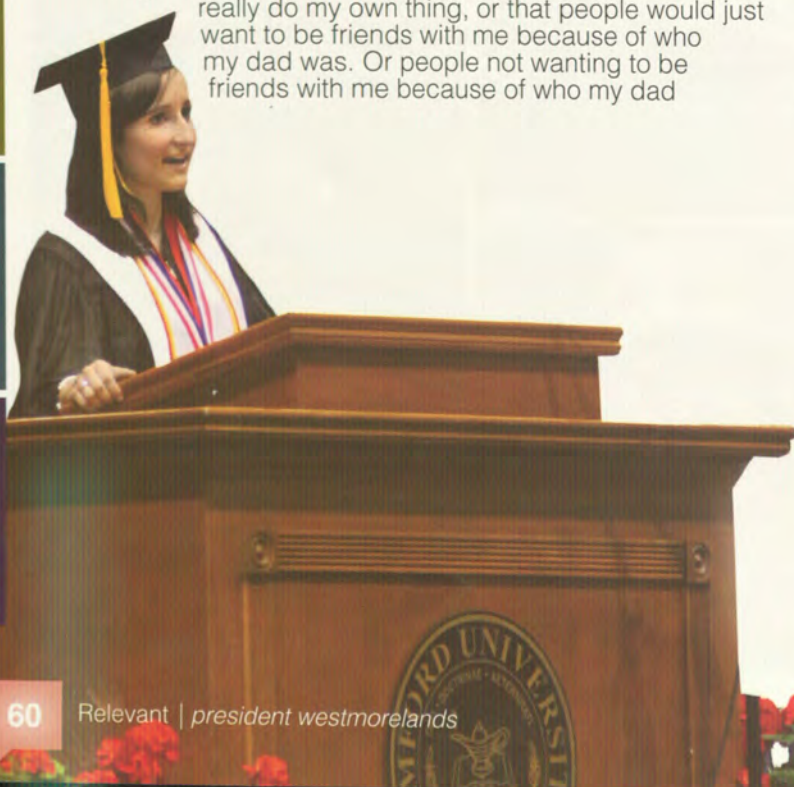 really do my own thing, or that people would just
want to be friends with me because of who
my dad was. Or people not wanting to be
friends with me because of who my dad
MFORD UNIVERSIT
60 Relevant | president westmorelands